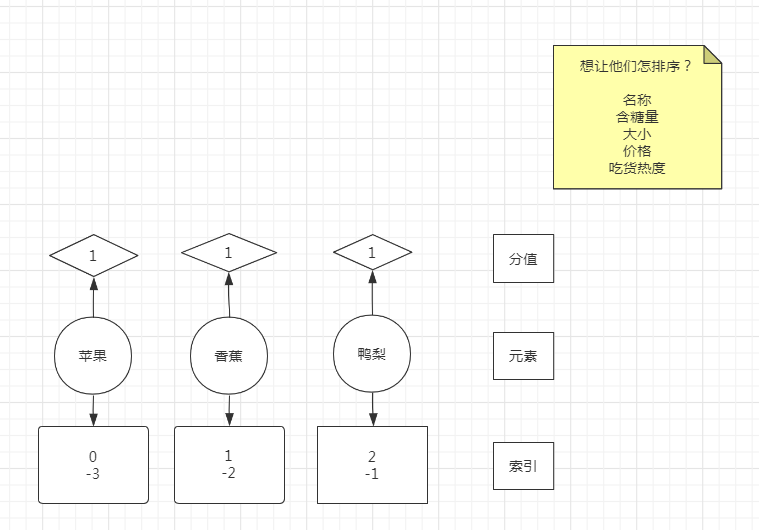 想让他们怎排序？
名称
含糖量
大小
价格
吃货热度
1
1
1
分值
苹果
香蕉
鸭梨
元素
0
-3
1
-2
2
-1
索引